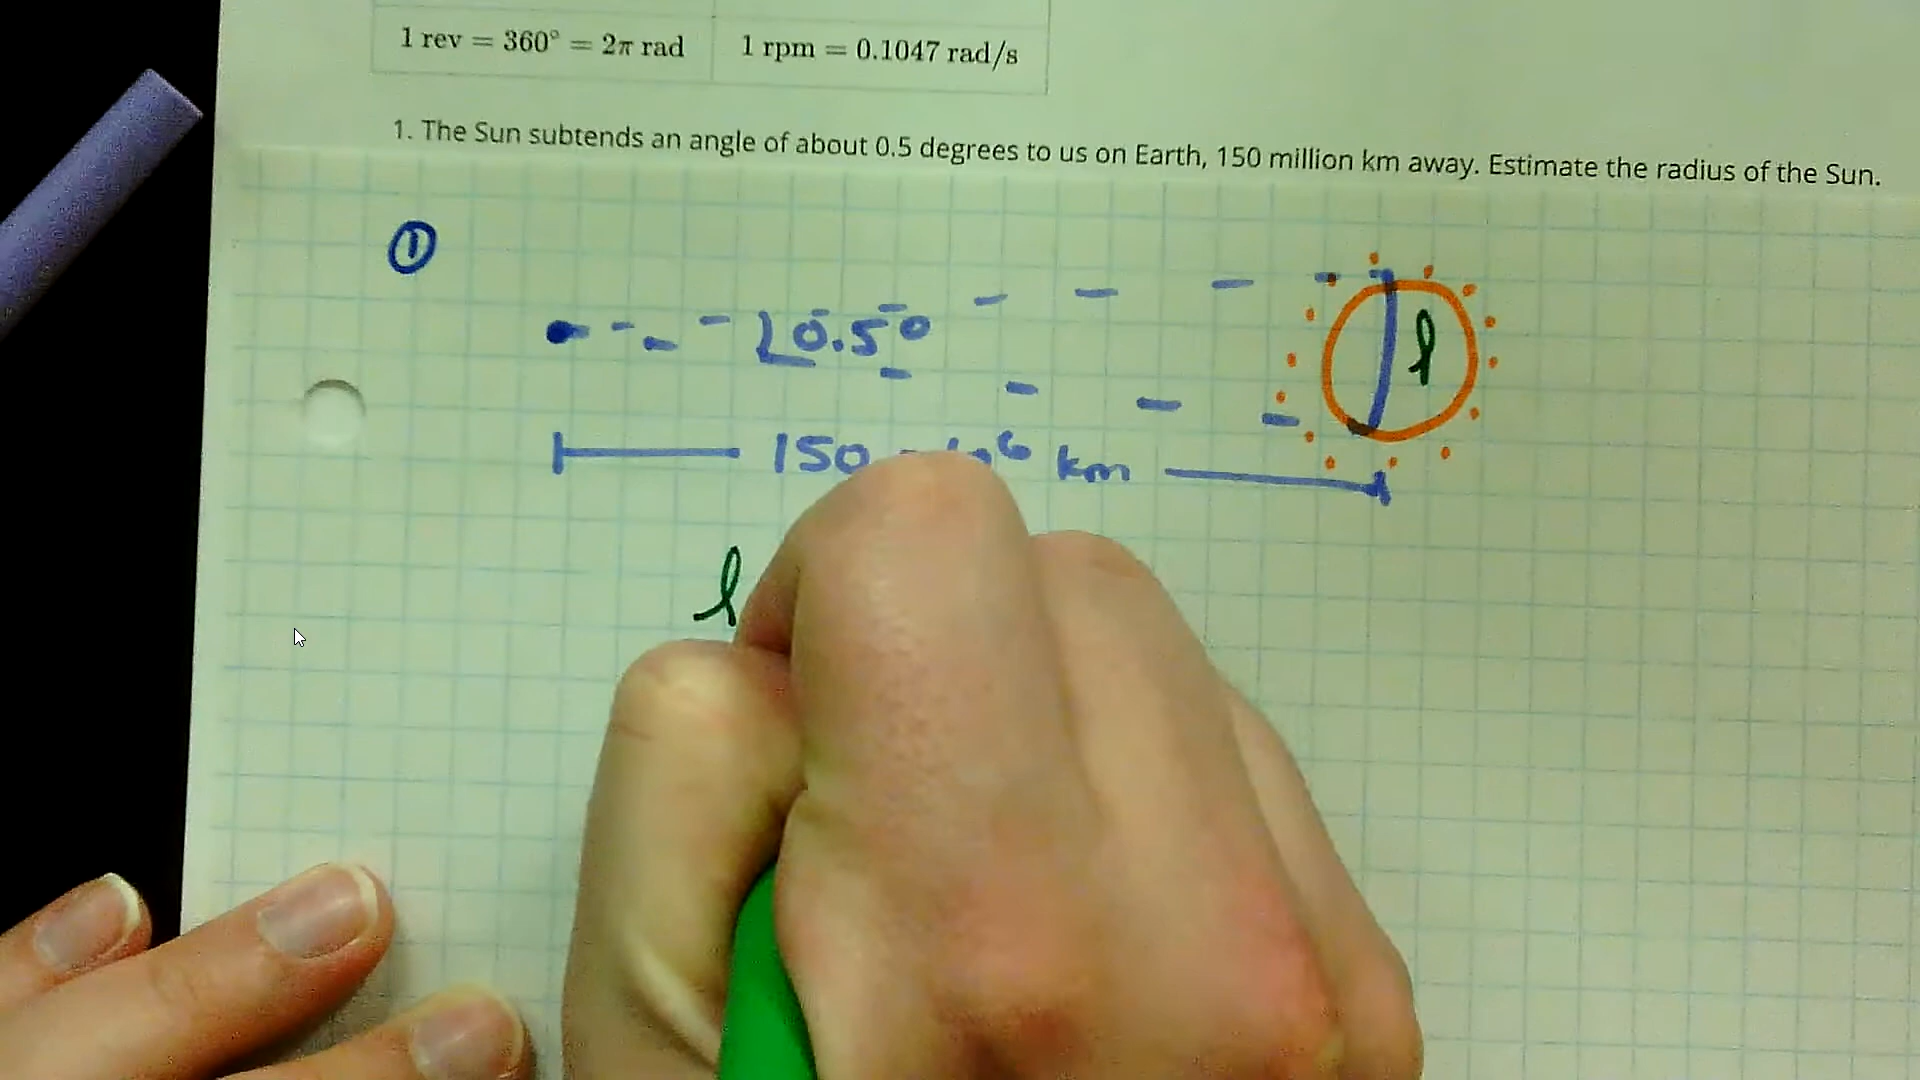 1 rev = 360° = 2π rad
1 rpm = 0.1047 rad/s
1. The Sun subtends an angle of about 0.5 degrees to us on Earth, 150 million km away. Estimate the radius of the Sun.
①
∠0.5°
l
150 km
l